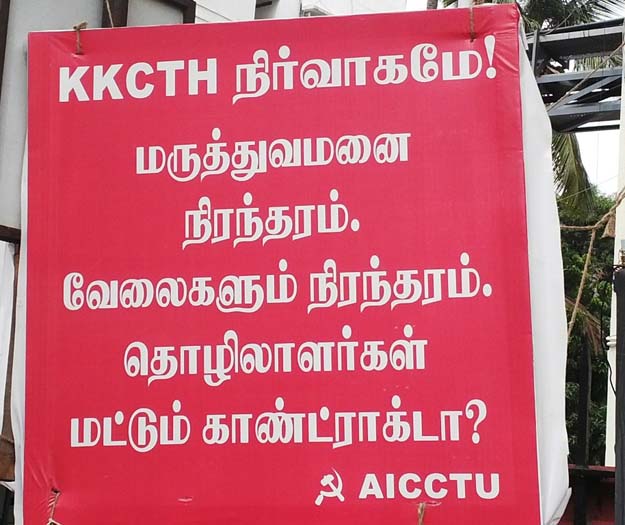 KKCTH நிர்வாகமே!
மருத்துவமனை
நிரந்தரம்.
வேலைகளும் நிரந்தரம்.
தொழிலாளர்கள்
மட்டும் காண்ட்ராக்டா?
AICCTU